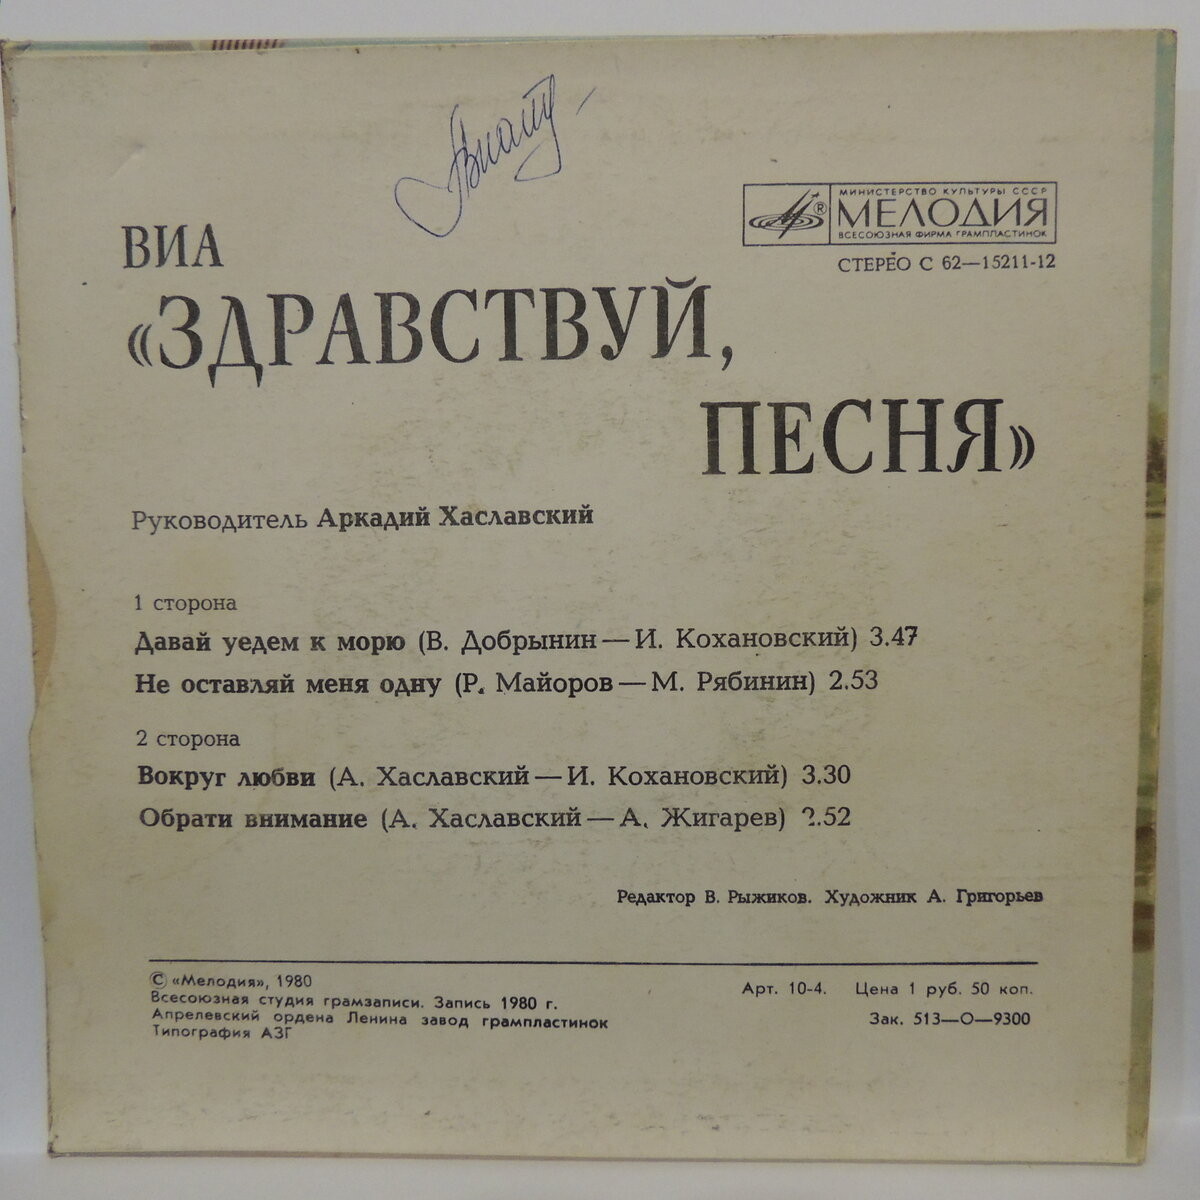 ВИА
МИНИСТЕРСТВО КУЛЬТУРЫ СССР
® МЕЛОДИЯ
ВСЕСОЮЗНАЯ ФИРМА ГРАМПЛАСТИНОК
СТЕРЕО С 62—15211-12
«ЗДРАВСТВУЙ,
ПЕСНЯ»
Руководитель Аркадий Хаславский
1 сторона
Давай уедем к морю (В. Добрынин — И. Кохановский) 3.47
Не оставляй меня одну (Р. Майоров — М. Рябинин) 2.53
2 сторона
Вокруг любви (А. Хаславский — И. Кохановский) 3.30
Обрати внимание (А. Хаславский — А. Жигарев) 2.52
Редактор В. Рыжиков. Художник А. Григорьев
© «Мелодия», 1980
Всесоюзная студия грамзаписи. Запись 1980 г.
Апрелевский ордена Ленина завод грампластинок
Типография АЗГ
Арт. 10-4. Цена 1 руб. 50 коп.
Зак. 513—О—9300